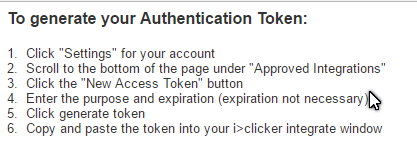 To generate your Authentication Token:
1. Click "Settings" for your account
2. Scroll to the bottom of the page under "Approved Integrations"
3. Click the "New Access Token" button
4. Enter the purpose and expiration (expiration not necessary)
5. Click generate token
6. Copy and paste the token into your i>clicker integrate window